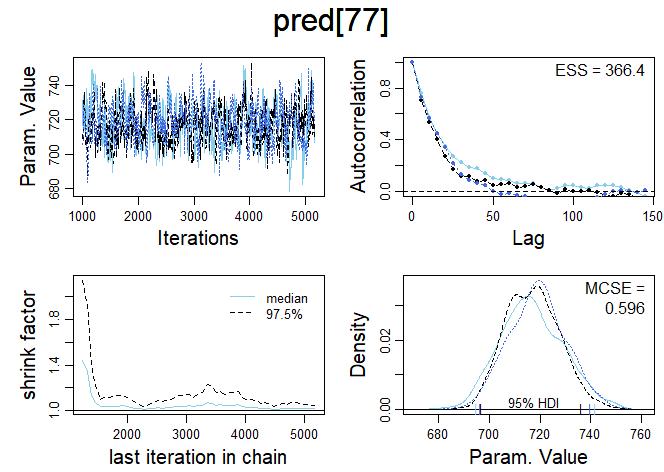 pred[77]
Param. Value
680 700 720 740
1000 2000 3000 4000 5000
Iterations
Autocorrelation
0.0 0.4 0.8
ESS = 366.4
0 50 100 150
Lag
shrink factor
1.0 1.4 1.8
median
97.5%
2000 3000 4000 5000
last iteration in chain
Density
0.00 0.02
MCSE =
0.596
95% HDI
680 700 720 740 760
Param. Value